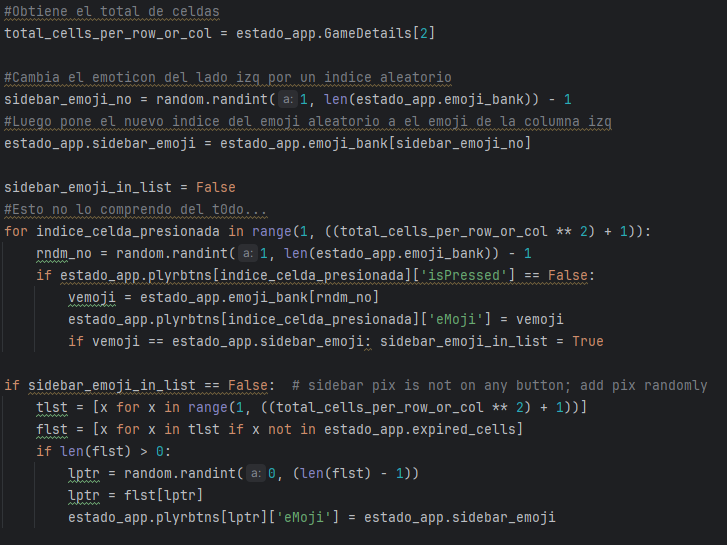 #Obtiene el total de celdas
total_cells_per_row_or_col = estado_app.GameDetails[2]
#Cambia el emoticon del lado izq por un indice aleatorio
sidebar_emoji_no = random.randint( a: 1, len(estado_app.emoji_bank)) - 1
#Luego pone el nuevo indice del emoji aleatorio a el emoji de la columna izq
estado_app.sidebar_emoji = estado_app.emoji_bank[sidebar_emoji_no]
sidebar_emoji_in_list = False
#Esto no lo comprendo del t0do...
for indice_celda_presionada in range(1, ((total_cells_per_row_or_col ** 2) + 1)):
    rndm_no = random.randint( a: 1, len(estado_app.emoji_bank)) - 1
    if estado_app.plyrbtns[indice_celda_presionada]['isPressed'] == False:
        vemoji = estado_app.emoji_bank[rndm_no]
        estado_app.plyrbtns[indice_celda_presionada]['eMoji'] = vemoji
        if vemoji == estado_app.sidebar_emoji: sidebar_emoji_in_list = True
if sidebar_emoji_in_list == False:  # sidebar pix is not on any button; add pix randomly
    tlst = [x for x in range(1, ((total_cells_per_row_or_col ** 2) + 1))]
    flst = [x for x in tlst if x not in estado_app.expired_cells]
    if len(flst) > 0:
        lptr = random.randint( a: 0, (len(flst) - 1))
        lptr = flst[lptr]
        estado_app.plyrbtns[lptr]['eMoji'] = estado_app.sidebar_emoji